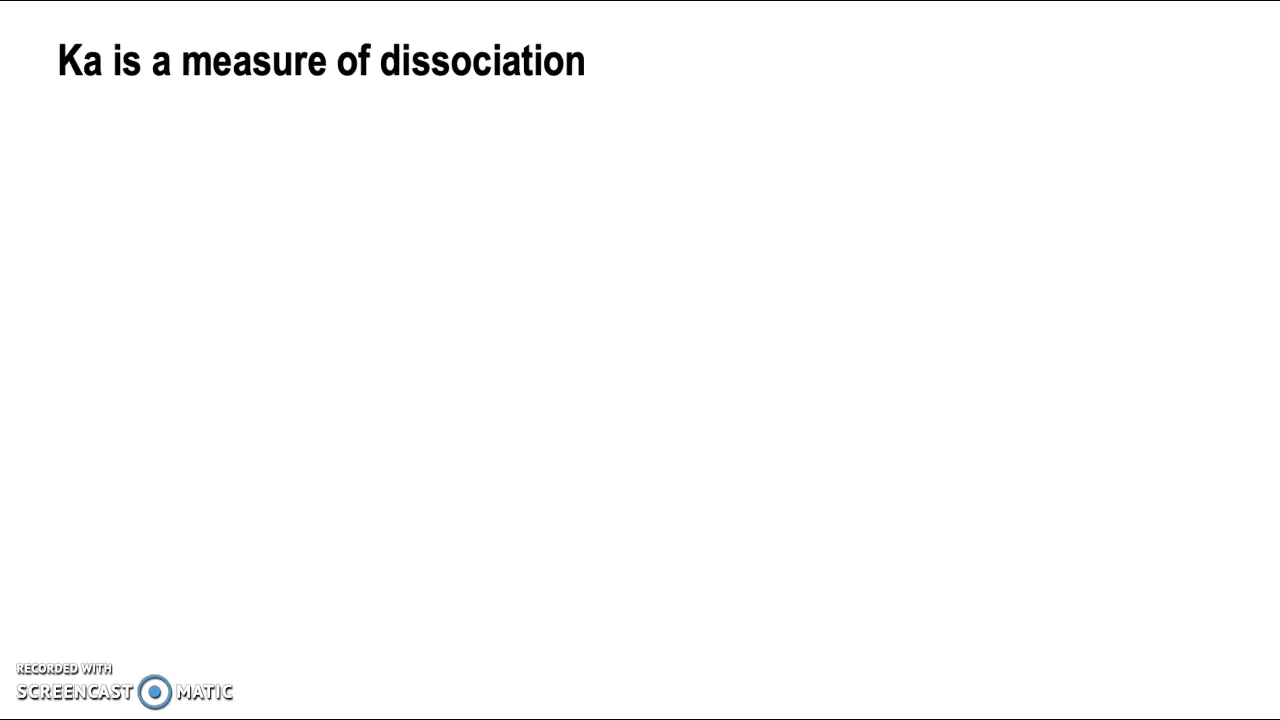 Ka is a measure of dissociation
RECORDED WITH
SCREENCAST MATIC